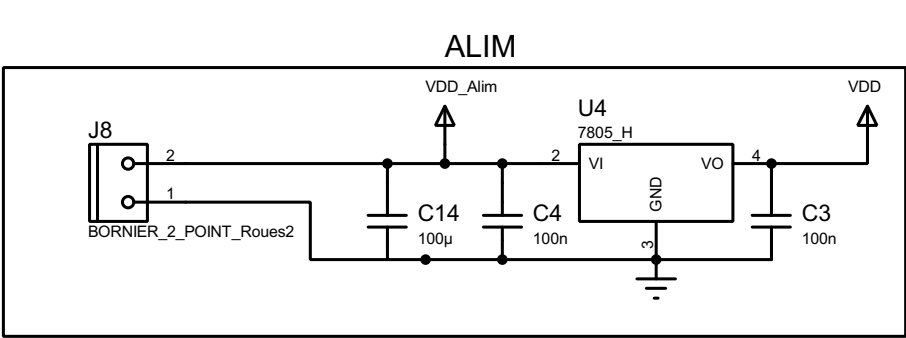 ALIM
VDD_Alim
VDD
U4
7805_H
J8
2
2
VI
VO
4
1
GND
C14
100µ
C4
100n
C3
100n
BORNIER_2_POINT_Roues2
3